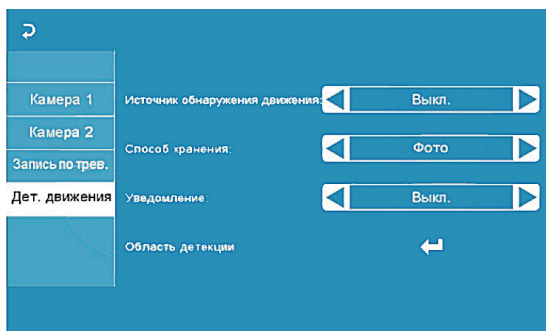 Камера 1
Источник обнаружения движения:
Выкл.
Камера 2
Способ хранения:
Фото
Запись по трев.
Дет. движения
Уведомление:
Выкл.
Область детекции